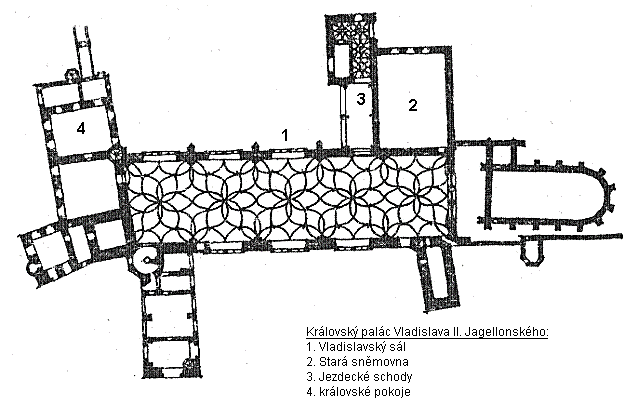 3
2
4
1
Královský palác Vladislava II. Jagellonského:
1. Vladislavský sál
2. Stará sněmovna
3. Jezdecké schody
4. královské pokoje